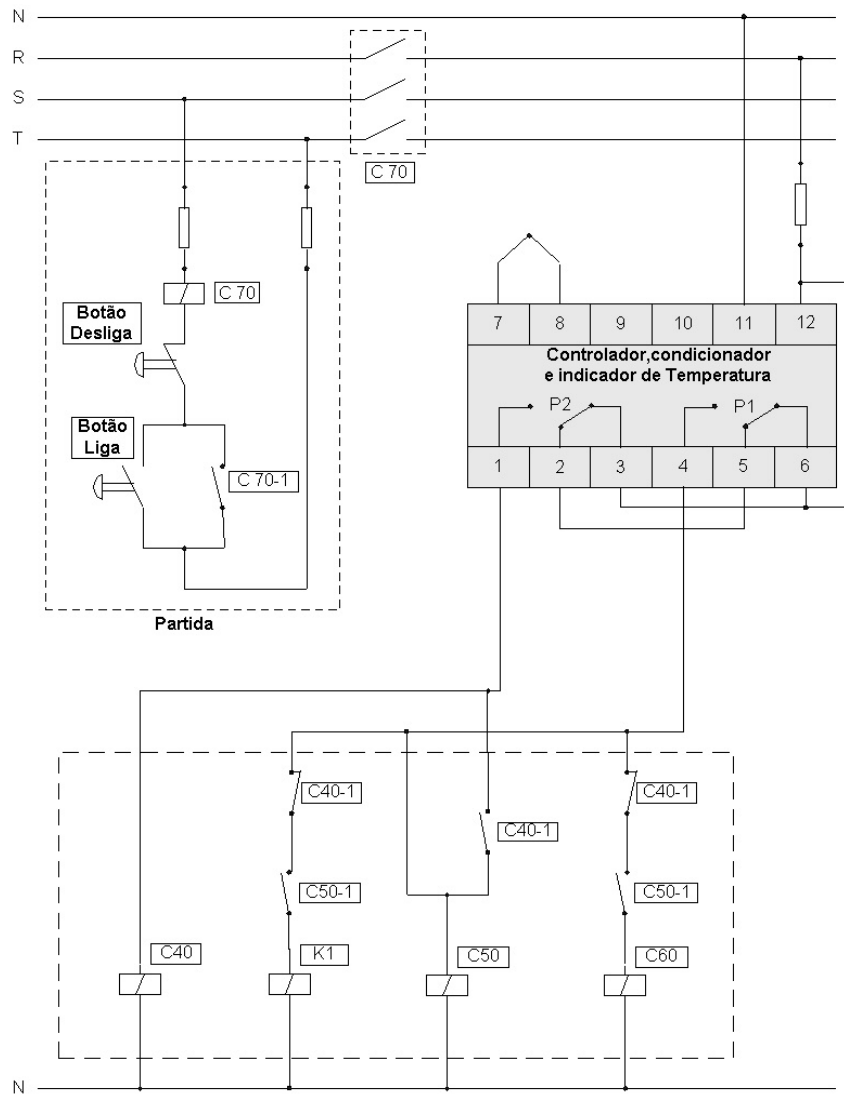 N
R
S
T
C 70
C 70
Botão
Desliga
Botão
Liga
C 70-1
Partida
7 8 9 10 11 12
Controlador,condicionador
e indicador de Temperatura
P2 P1
1 2 3 4 5 6
C40-1 C40-1
C40-1
C50-1 C50-1
C40 K1 C50 C60
N